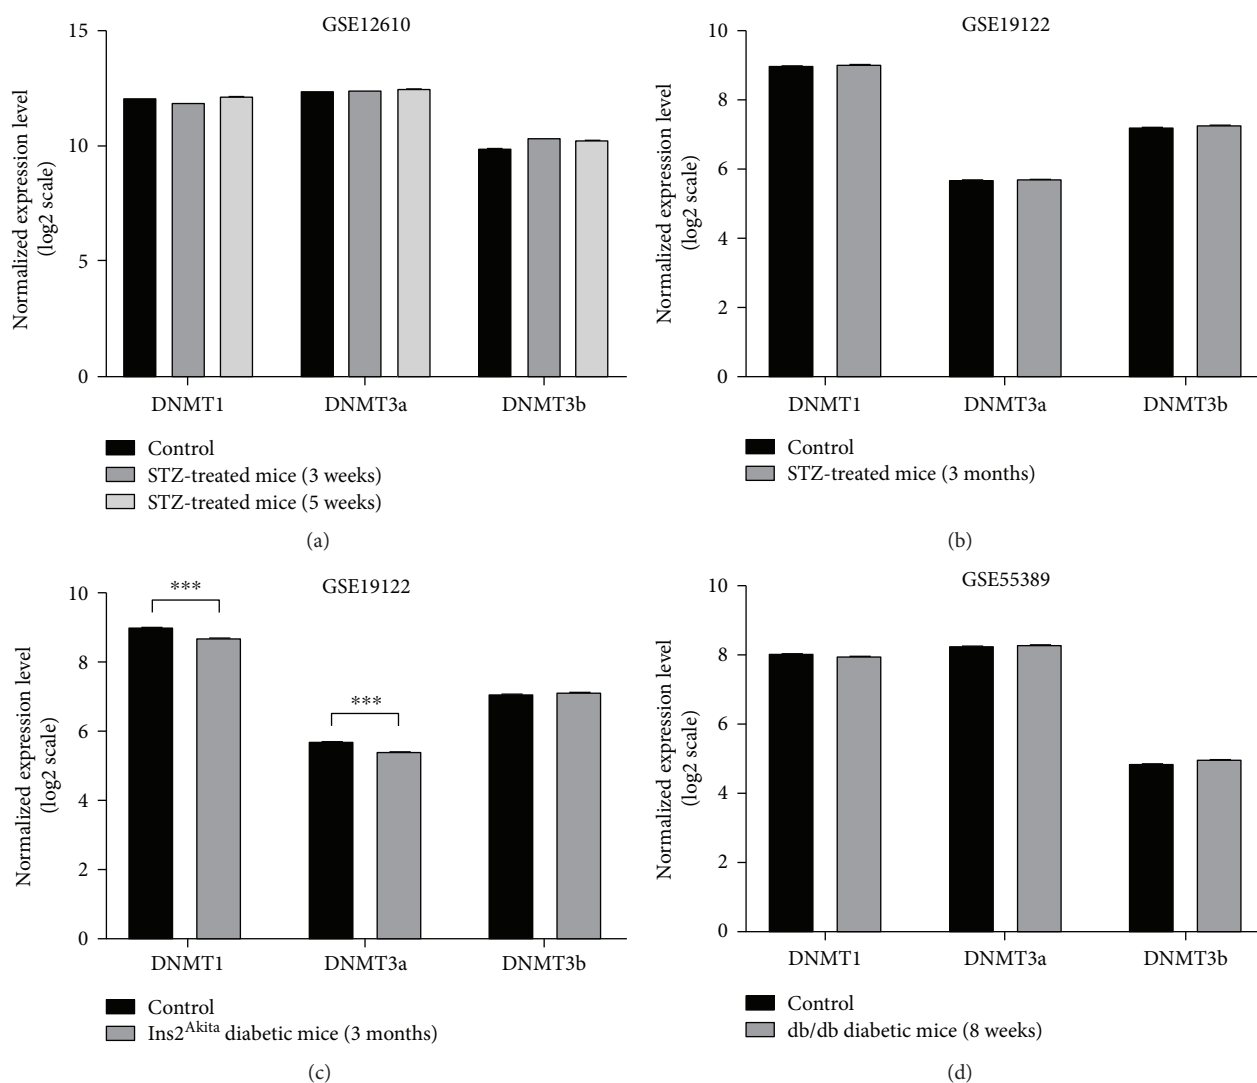 GSE12610
15
10
5
0
Normalized expression level
(log2 scale)
DNMT1 DNMT3a DNMT3b
Control
STZ-treated mice (3 weeks)
STZ-treated mice (5 weeks)
(a)
GSE19122
10
8
6
4
2
0
Normalized expression level
(log2 scale)
DNMT1 DNMT3a DNMT3b
Control
STZ-treated mice (3 months)
(b)
GSE19122
10
8
6
4
2
0
Normalized expression level
(log2 scale)
***
***
DNMT1 DNMT3a DNMT3b
Control
Ins2Akita diabetic mice (3 months)
(c)
GSE55389
10
8
6
4
2
0
Normalized expression level
(log2 scale)
DNMT1 DNMT3a DNMT3b
Control
db/db diabetic mice (8 weeks)
(d)